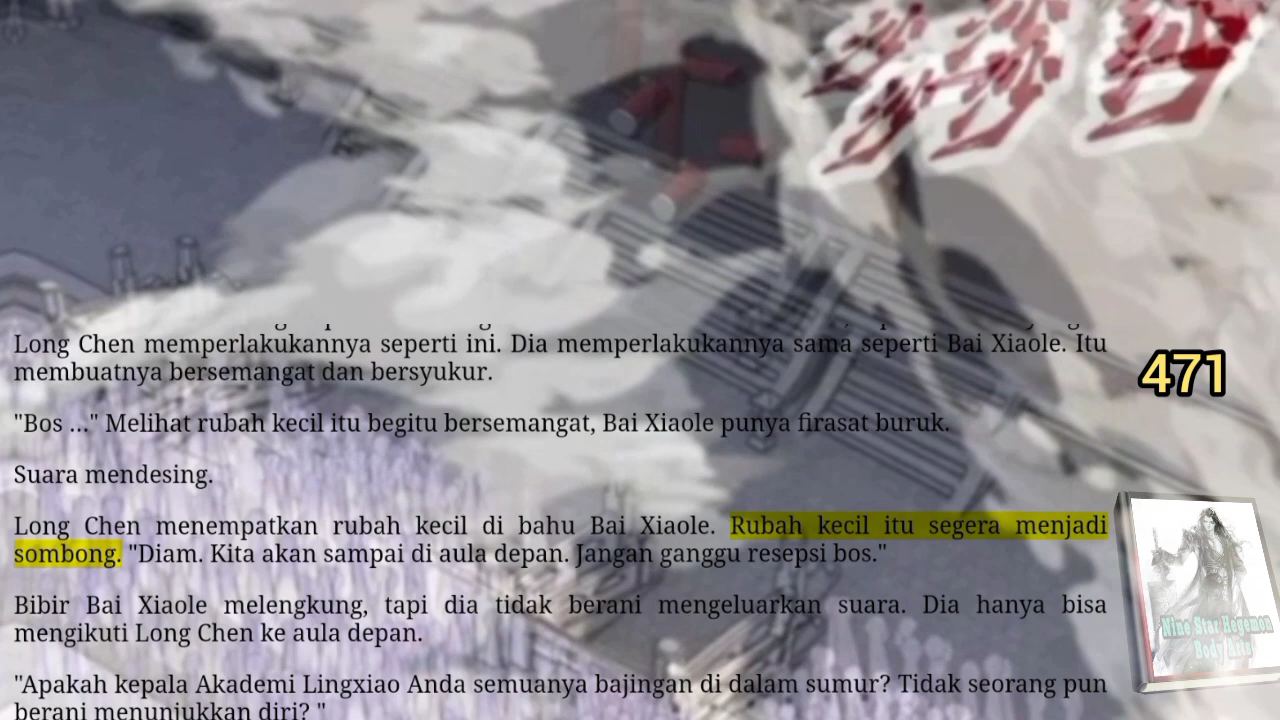 Long Chen memperlakukannya seperti ini. Dia memperlakukannya sama seperti Bai Xiaole. Itu
membuatnya bersemangat dan bersyukur.
"Bos ..." Melihat rubah kecil itu begitu bersemangat, Bai Xiaole punya firasat buruk.
Suara mendesing.
Long Chen menempatkan rubah kecil di bahu Bai Xiaole. Rubah kecil itu segera menjadi
sombong. "Diam. Kita akan sampai di aula depan. Jangan ganggu resepsi bos."
Bibir Bai Xiaole melengkung, tapi dia tidak berani mengeluarkan suara. Dia hanya bisa
mengikuti Long Chen ke aula depan.
"Apakah kepala Akademi Lingxiao Anda semuanya bajingan di dalam sumur? Tidak seorang pun
berani menunjukkan diri? "
471
Nine Star Hegemon
Body Arts